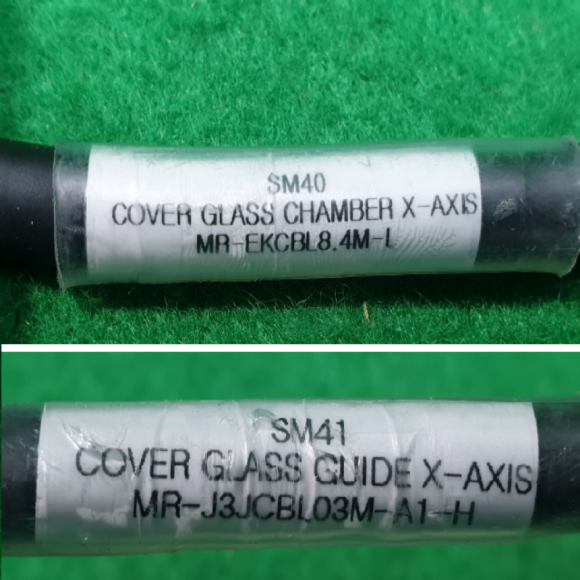 SM40
COVER GLASS CHAMBER X-AXIS
MR-EKCBL8.4M-L
SM41
COVER GLASS GUIDE X-AXIS
MR-J3JCBL03M-A1-H